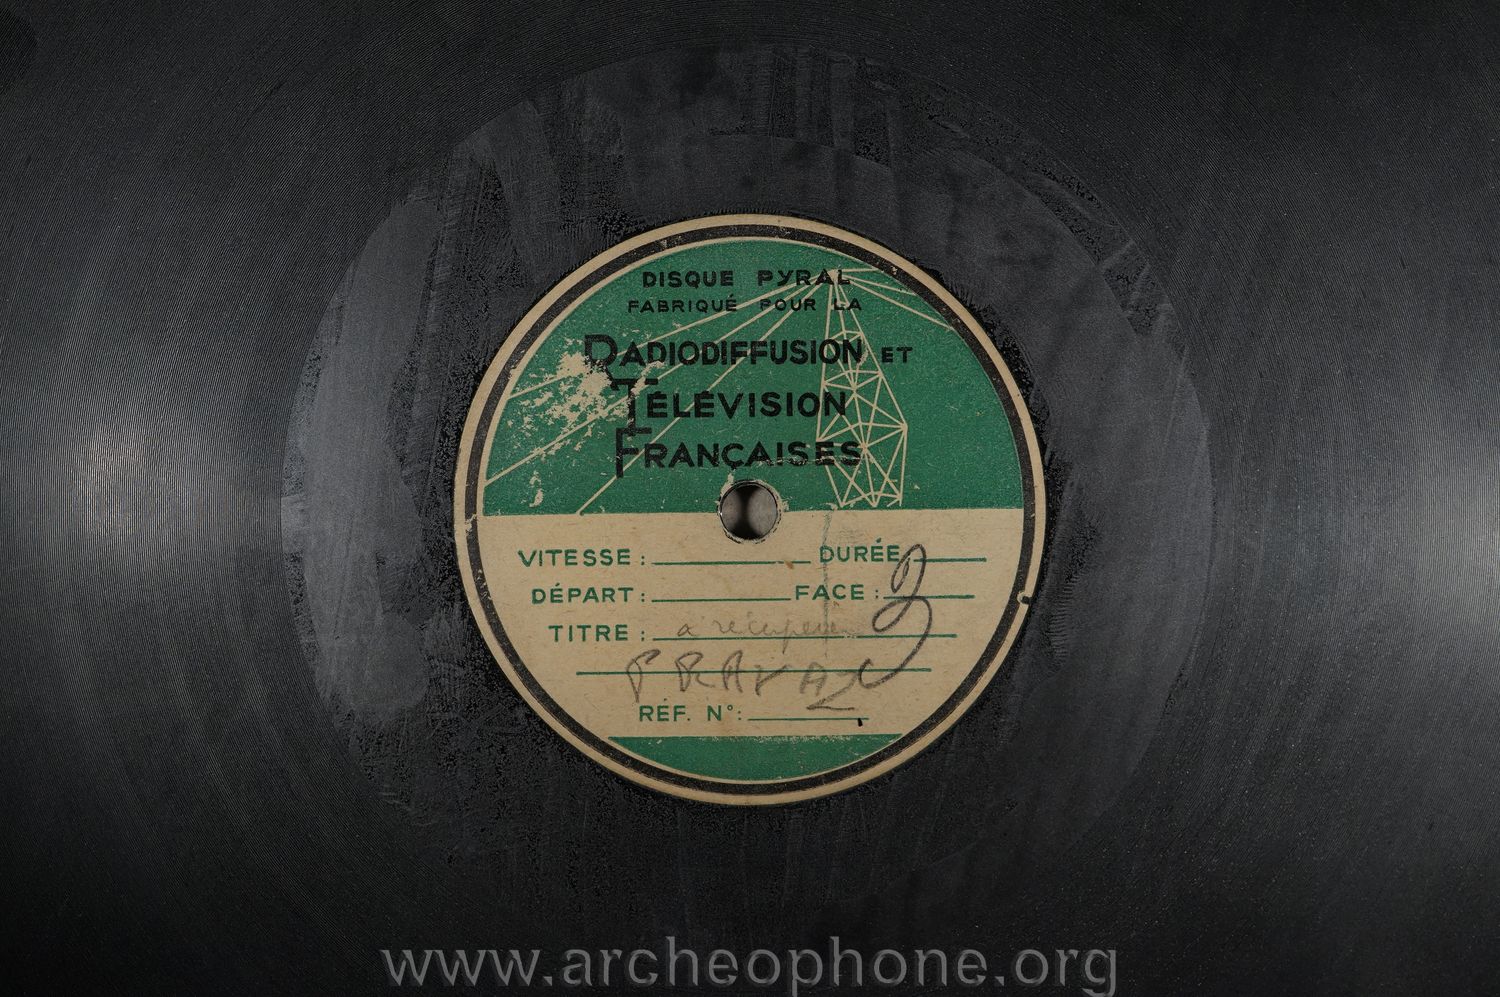 DISQUE PYRAL
FABRIQUÉ POUR LA
RADIODIFFUSION ET
TÉLÉVISION
FRANÇAISES
VITESSE : DURÉE
DÉPART : FACE : 3
TITRE : a récupérer
RÉF. N° :
www.archeophone.org